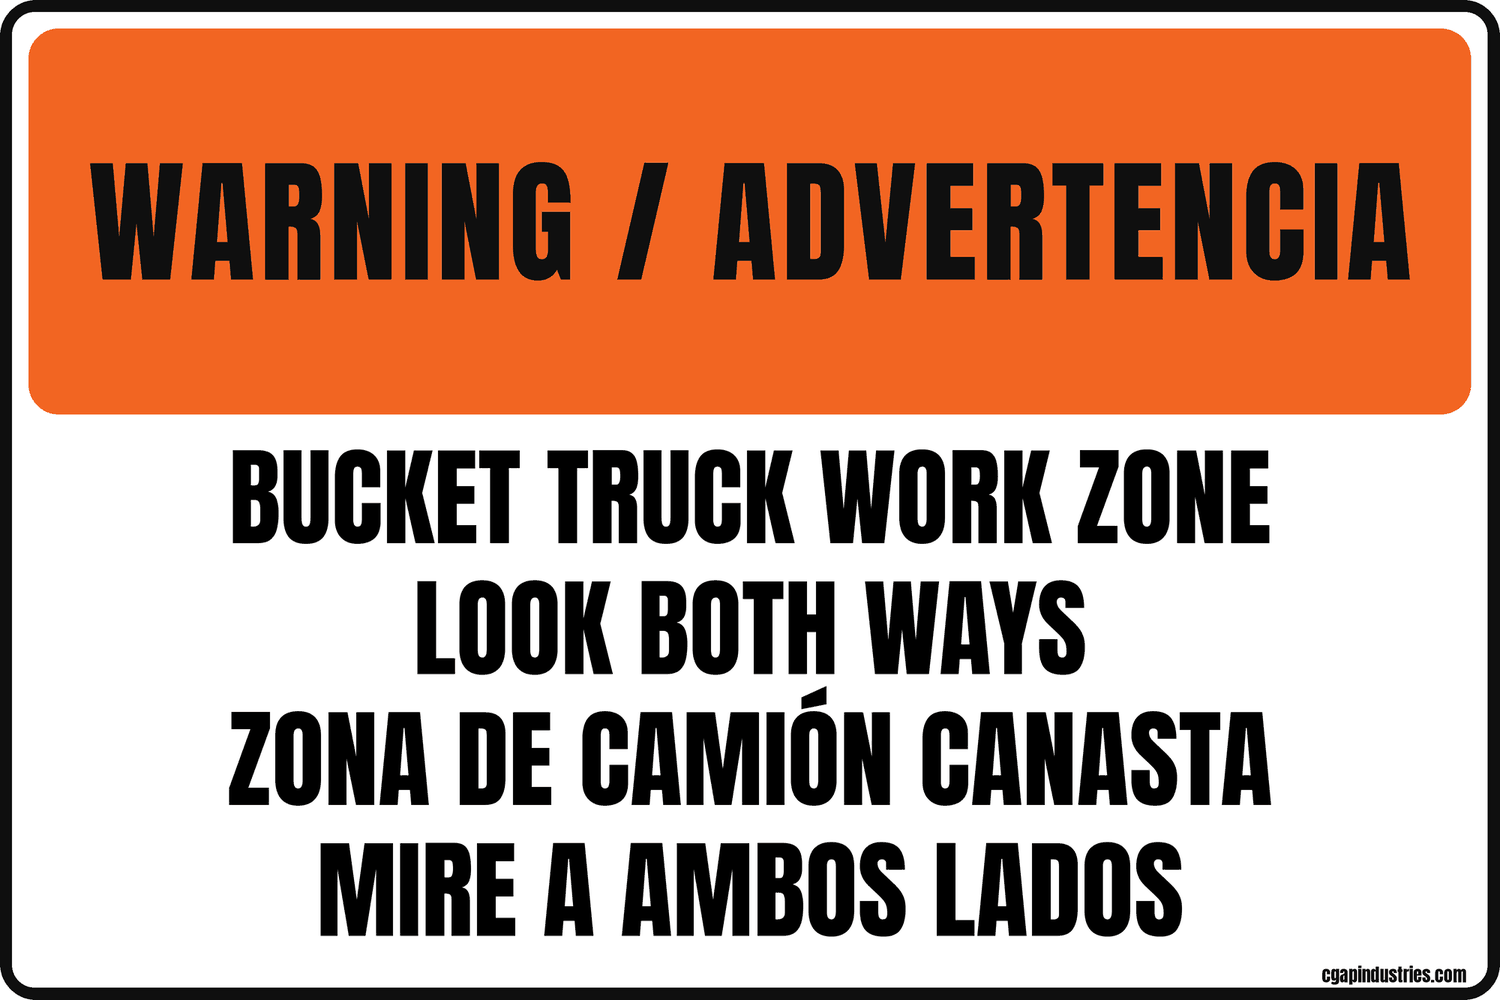 WARNING / ADVERTENCIA
BUCKET TRUCK WORK ZONE
LOOK BOTH WAYS
ZONA DE CAMIÓN CANASTA
MIRE A AMBOS LADOS
cgapindustries.com